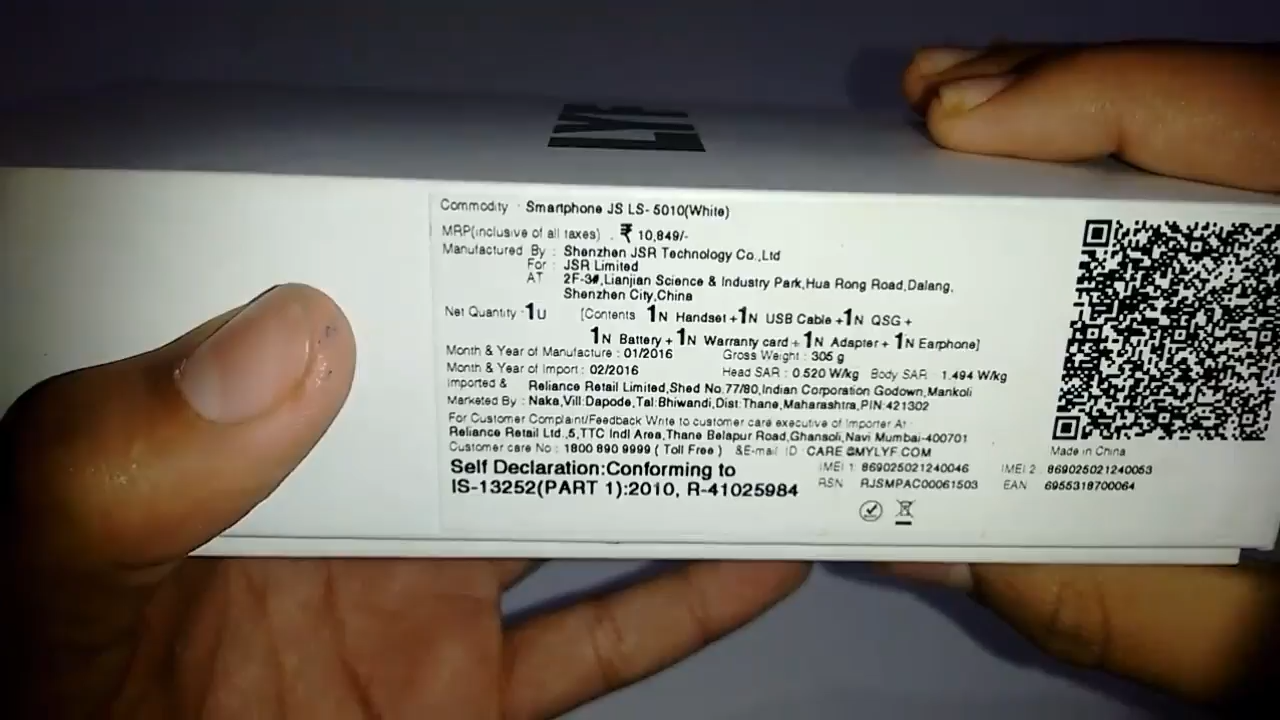 LYF
Commodity : Smartphone JS LS- 5010(White)
MRP(inclusive of all taxes) : ₹ 10,849/-
Manufactured By : Shenzhen JSR Technology Co.,Ltd
For : JSR Limited
AT 2F-3#,Lianjian Science & Industry Park,Hua Rong Road,Dalang,
Shenzhen City,China
Net Quantity :1U [Contents 1N Handset+1N USB Cable +1N QSG +
1N Battery + 1N Warranty card + 1N Adapter+ 1N Earphone]
Month & Year of Manufacture : 01/2016 Gross Weight : 305 g
Month & Year of Import : 02/2016 Head SAR : 0.520 W/kg Body SAR : 1.494 W/kg
Imported & Reliance Retail Limited,Shed No.77/80,Indian Corporation Godown,Mankoli
Marketed By : Naka,Vill:Dapode,Tal:Bhiwandi,Dist:Thane,Maharashtra,PIN:421302
For Customer Complaint/Feedback Write to customer care executive of Importer At :
Reliance Retail Ltd.,5,TTC Indl Area,Thane Belapur Road,Ghansoli,Navi Mumbai-400701
Customer care No : 1800 890 9999 ( Toll Free ) &E-mail ID : CARE@MYLYF.COM
Self Declaration:Conforming to
IS-13252(PART 1):2010, R-41025984
IMEI 1: 869025021240046 IMEI 2: 869025021240053
RSN RJSMPAC00061503 EAN 6955318700064
Made in China